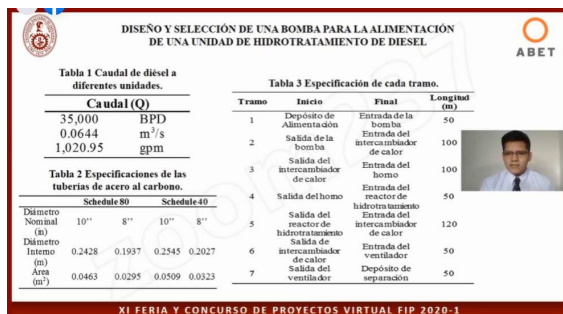 DISEÑO Y SELECCIÓN DE UNA BOMBA PARA LA ALIMENTACIÓN
DE UNA UNIDAD DE HIDROTRATAMIENTO DE DIESEL
ABET
Tabla 1 Caudal de diésel a
diferentes unidades.
Caudal (Q)
35,000 BPD
0.0644 m³/s
1,020.95 gpm
Tabla 2 Especificaciones de las
tuberías de acero al carbono.
Schedule 80 Schedule 40
Diámetro
Nominal 10'' 8'' 10'' 8''
(in)
Diámetro
Interno 0.2428 0.1937 0.2545 0.2027
(m)
Área 0.0463 0.0295 0.0509 0.0323
(m²)
Tabla 3 Especificación de cada tramo.
Tramo Inicio Final Longitud
(m)
1 Depósito de Entrada de la 50
Alimentación bomba
2 Salida de la Entrada del 100
bomba intercambiador
de calor
3 Salida del Entrada del 100
intercambiador horno
de calor
4 Salida del horno Entrada del 50
reactor de
hidrotratamiento
5 Salida del Entrada del 120
reactor de intercambiador
hidrotratamiento de calor
6 Salida de Entrada del 50
intercambiador ventilador
de calor
7 Salida del Depósito de 50
ventilador separación
XI FERIA Y CONCURSO DE PROYECTOS VIRTUAL FIP 2020-1